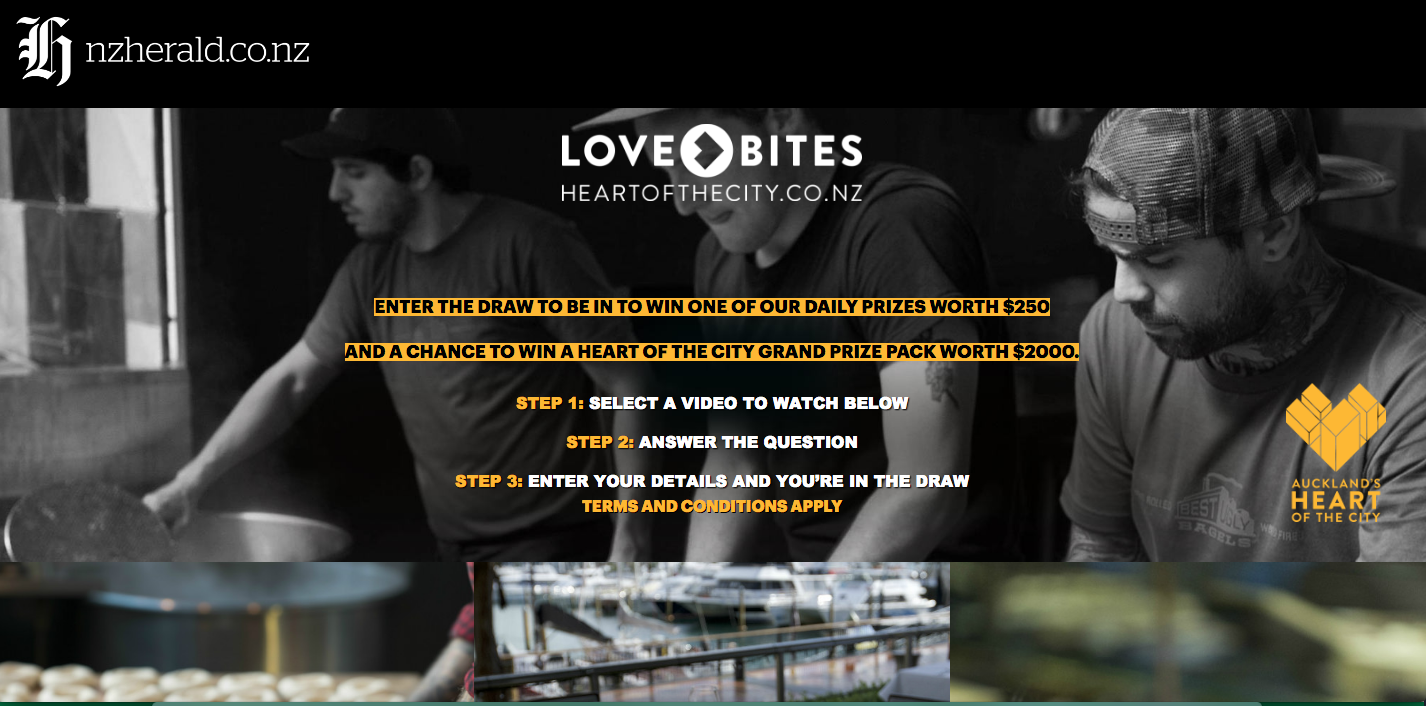 nzherald.co.nz
LOVE BITES
HEARTOFTHECITY.CO.NZ
ENTER THE DRAW TO BE IN TO WIN ONE OF OUR DAILY PRIZES WORTH $250
AND A CHANCE TO WIN A HEART OF THE CITY GRAND PRIZE PACK WORTH $2000.
STEP 1: SELECT A VIDEO TO WATCH BELOW
STEP 2: ANSWER THE QUESTION
STEP 3: ENTER YOUR DETAILS AND YOU'RE IN THE DRAW
TERMS AND CONDITIONS APPLY
AUCKLAND'S
HEART
OF THE CITY
BEST UGLY
BAGELS